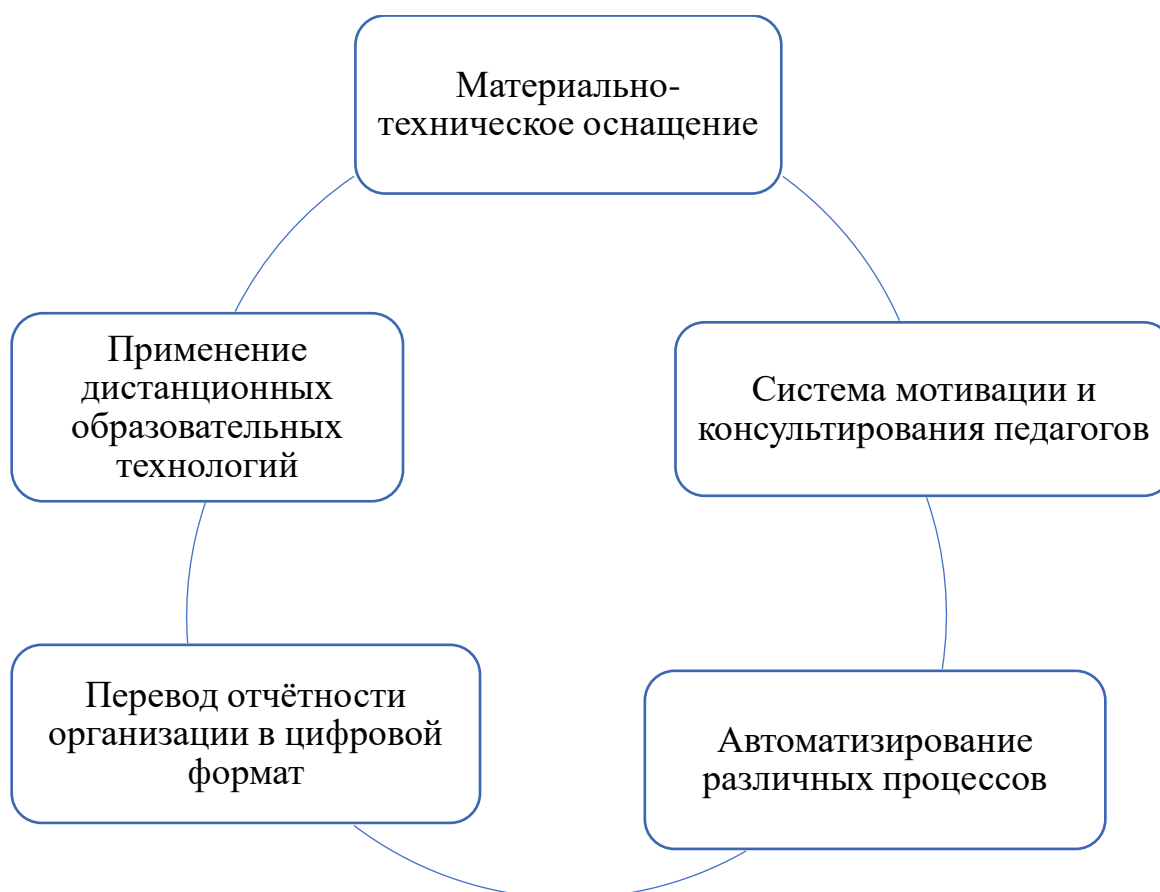 Материально-
техническое оснащение
Применение
дистанционных
образовательных
технологий
Система мотивации и
консультирования педагогов
Перевод отчётности
организации в цифровой
формат
Автоматизирование
различных процессов